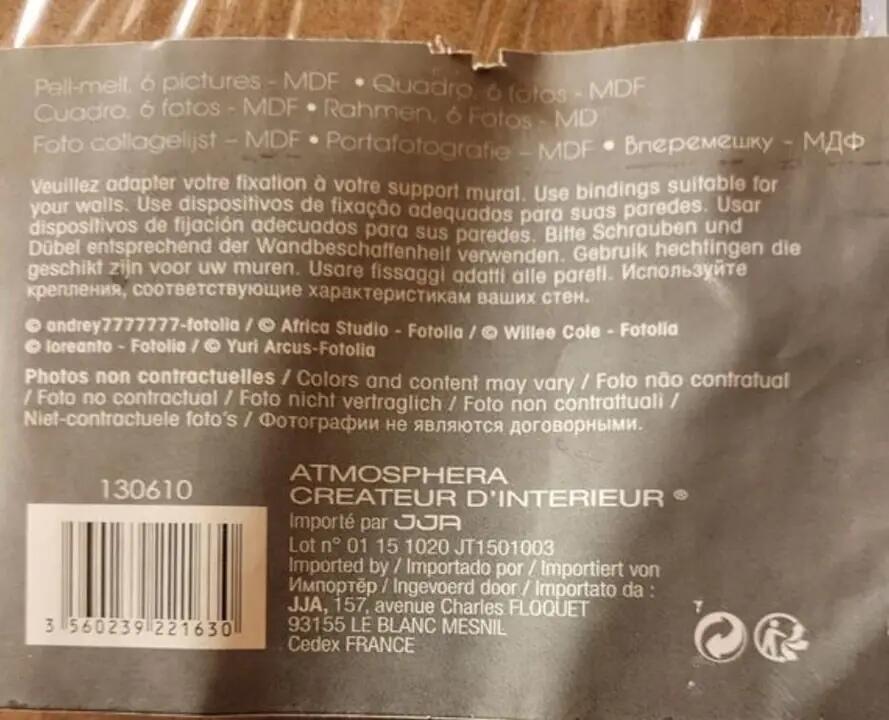 Pell-mell, 6 pictures - MDF • Quadro, 6 fotos - MDF
Cuadro, 6 fotos - MDF • Rahmen, 6 Fotos - MD
Foto collagelijst - MDF • Portafotografie - MDF • Вперемешку - МДФ
Veuillez adapter votre fixation à votre support mural. Use bindings suitable for
your walls. Use dispositivos de fixação adequados para suas paredes. Usar
dispositivos de fijación adecuados para sus paredes. Bitte Schrauben und
Dübel entsprechend der Wandbeschaffenheit verwenden. Gebruik hechtingen die
geschikt zijn voor uw muren. Usare fissaggi adatti alle pareti. Используйте
крепления, соответствующие характеристикам ваших стен.
© andrey7777777-fotolia / © Africa Studio - Fotolia / © Willee Cole - Fotolia
© loreanto - Fotolia / © Yuri Arcus-Fotolia
Photos non contractuelles / Colors and content may vary / Foto não contratual
/ Foto no contractual / Foto nicht vertraglich / Foto non contrattuali /
Niet-contractuele foto's / Фотографии не являются договорными.
130610
3 560239 221630
ATMOSPHERA
CREATEUR D'INTERIEUR ®
Importé par JJA
Lot n° 01 15 1020 JT1501003
Imported by / Importado por / Importiert von
Импортёр / Ingevoerd door / Importato da :
JJA, 157, avenue Charles FLOQUET
93155 LE BLANC MESNIL
Cedex FRANCE